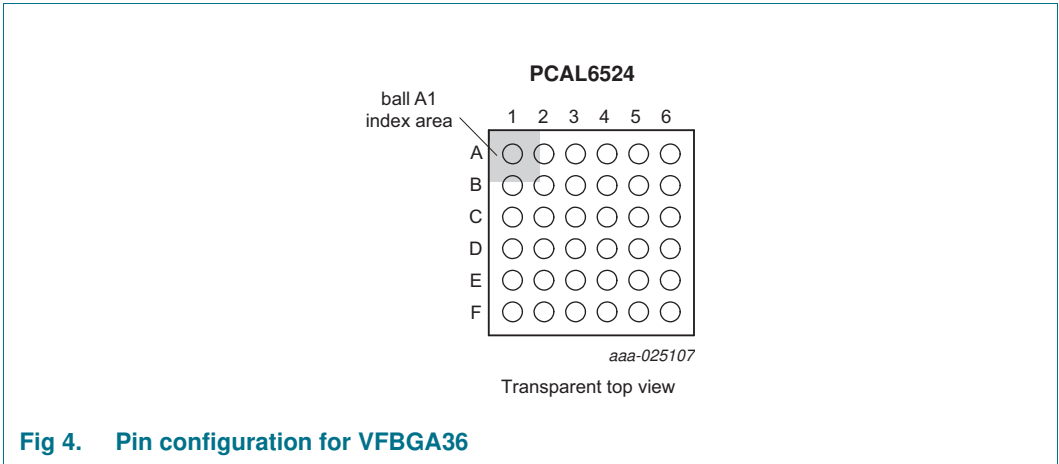 PCAL6524
ball A1
index area
1 2 3 4 5 6
A
B
C
D
E
F
aaa-025107
Transparent top view
Fig 4. Pin configuration for VFBGA36